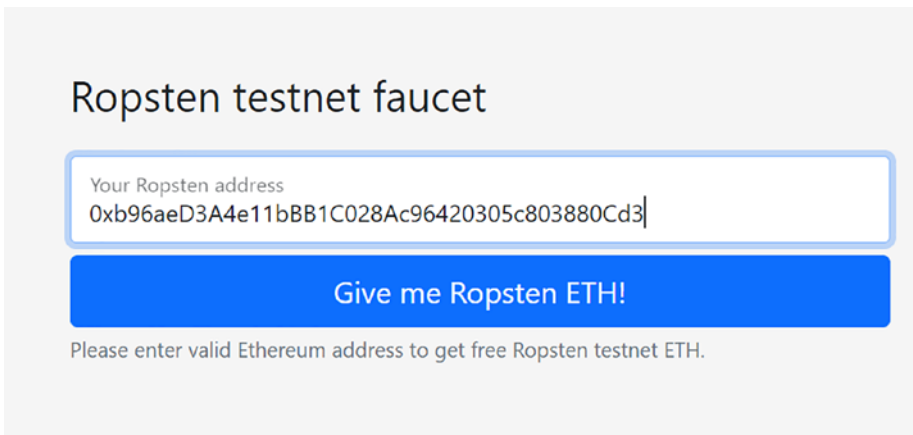 Ropsten testnet faucet
Your Ropsten address
0xb96aeD3A4e11bBB1C028Ac96420305c803880Cd3
Give me Ropsten ETH!
Please enter valid Ethereum address to get free Ropsten testnet ETH.